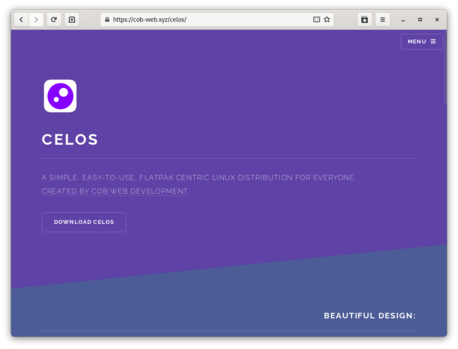 https://cob-web.xyz/celos/
MENU
CELOS
A SIMPLE, EASY-TO-USE, FLATPAK CENTRIC LINUX DISTRIBUTION FOR EVERYONE
CREATED BY COB.WEB DEVELOPMENT
DOWNLOAD CELOS
BEAUTIFUL DESIGN: